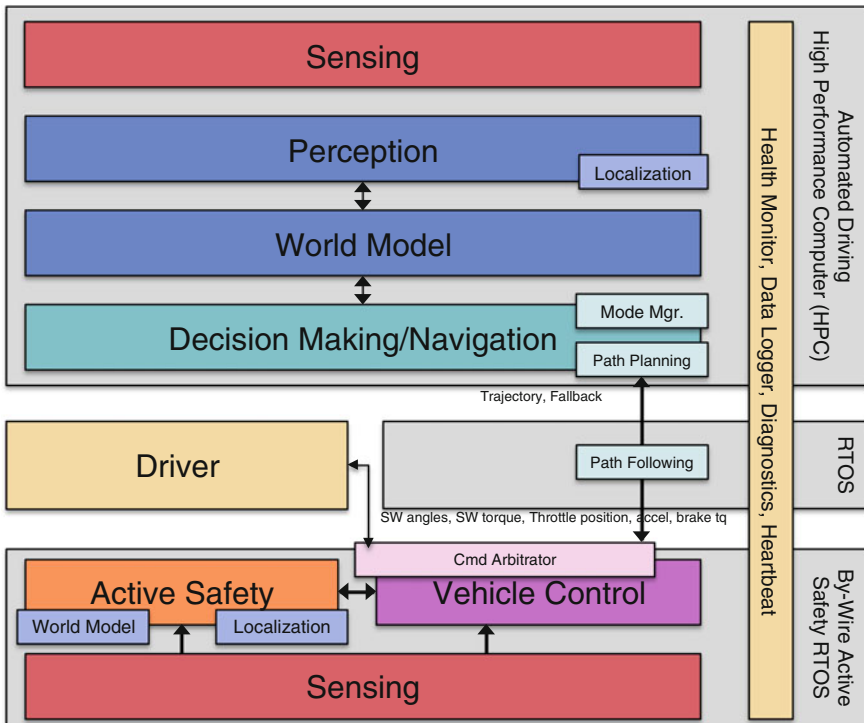 Sensing
Perception
Localization
World Model
Decision Making/Navigation
Mode Mgr.
Path Planning
Trajectory, Fallback
Driver
Path Following
SW angles, SW torque, Throttle position, accel, brake tq
Cmd Arbitrator
Active Safety
Vehicle Control
World Model
Localization
Sensing
Health Monitor, Data Logger, Diagnostics, Heartbeat
Automated Driving
High Performance Computer (HPC)
RTOS
By-Wire Active
Safety RTOS